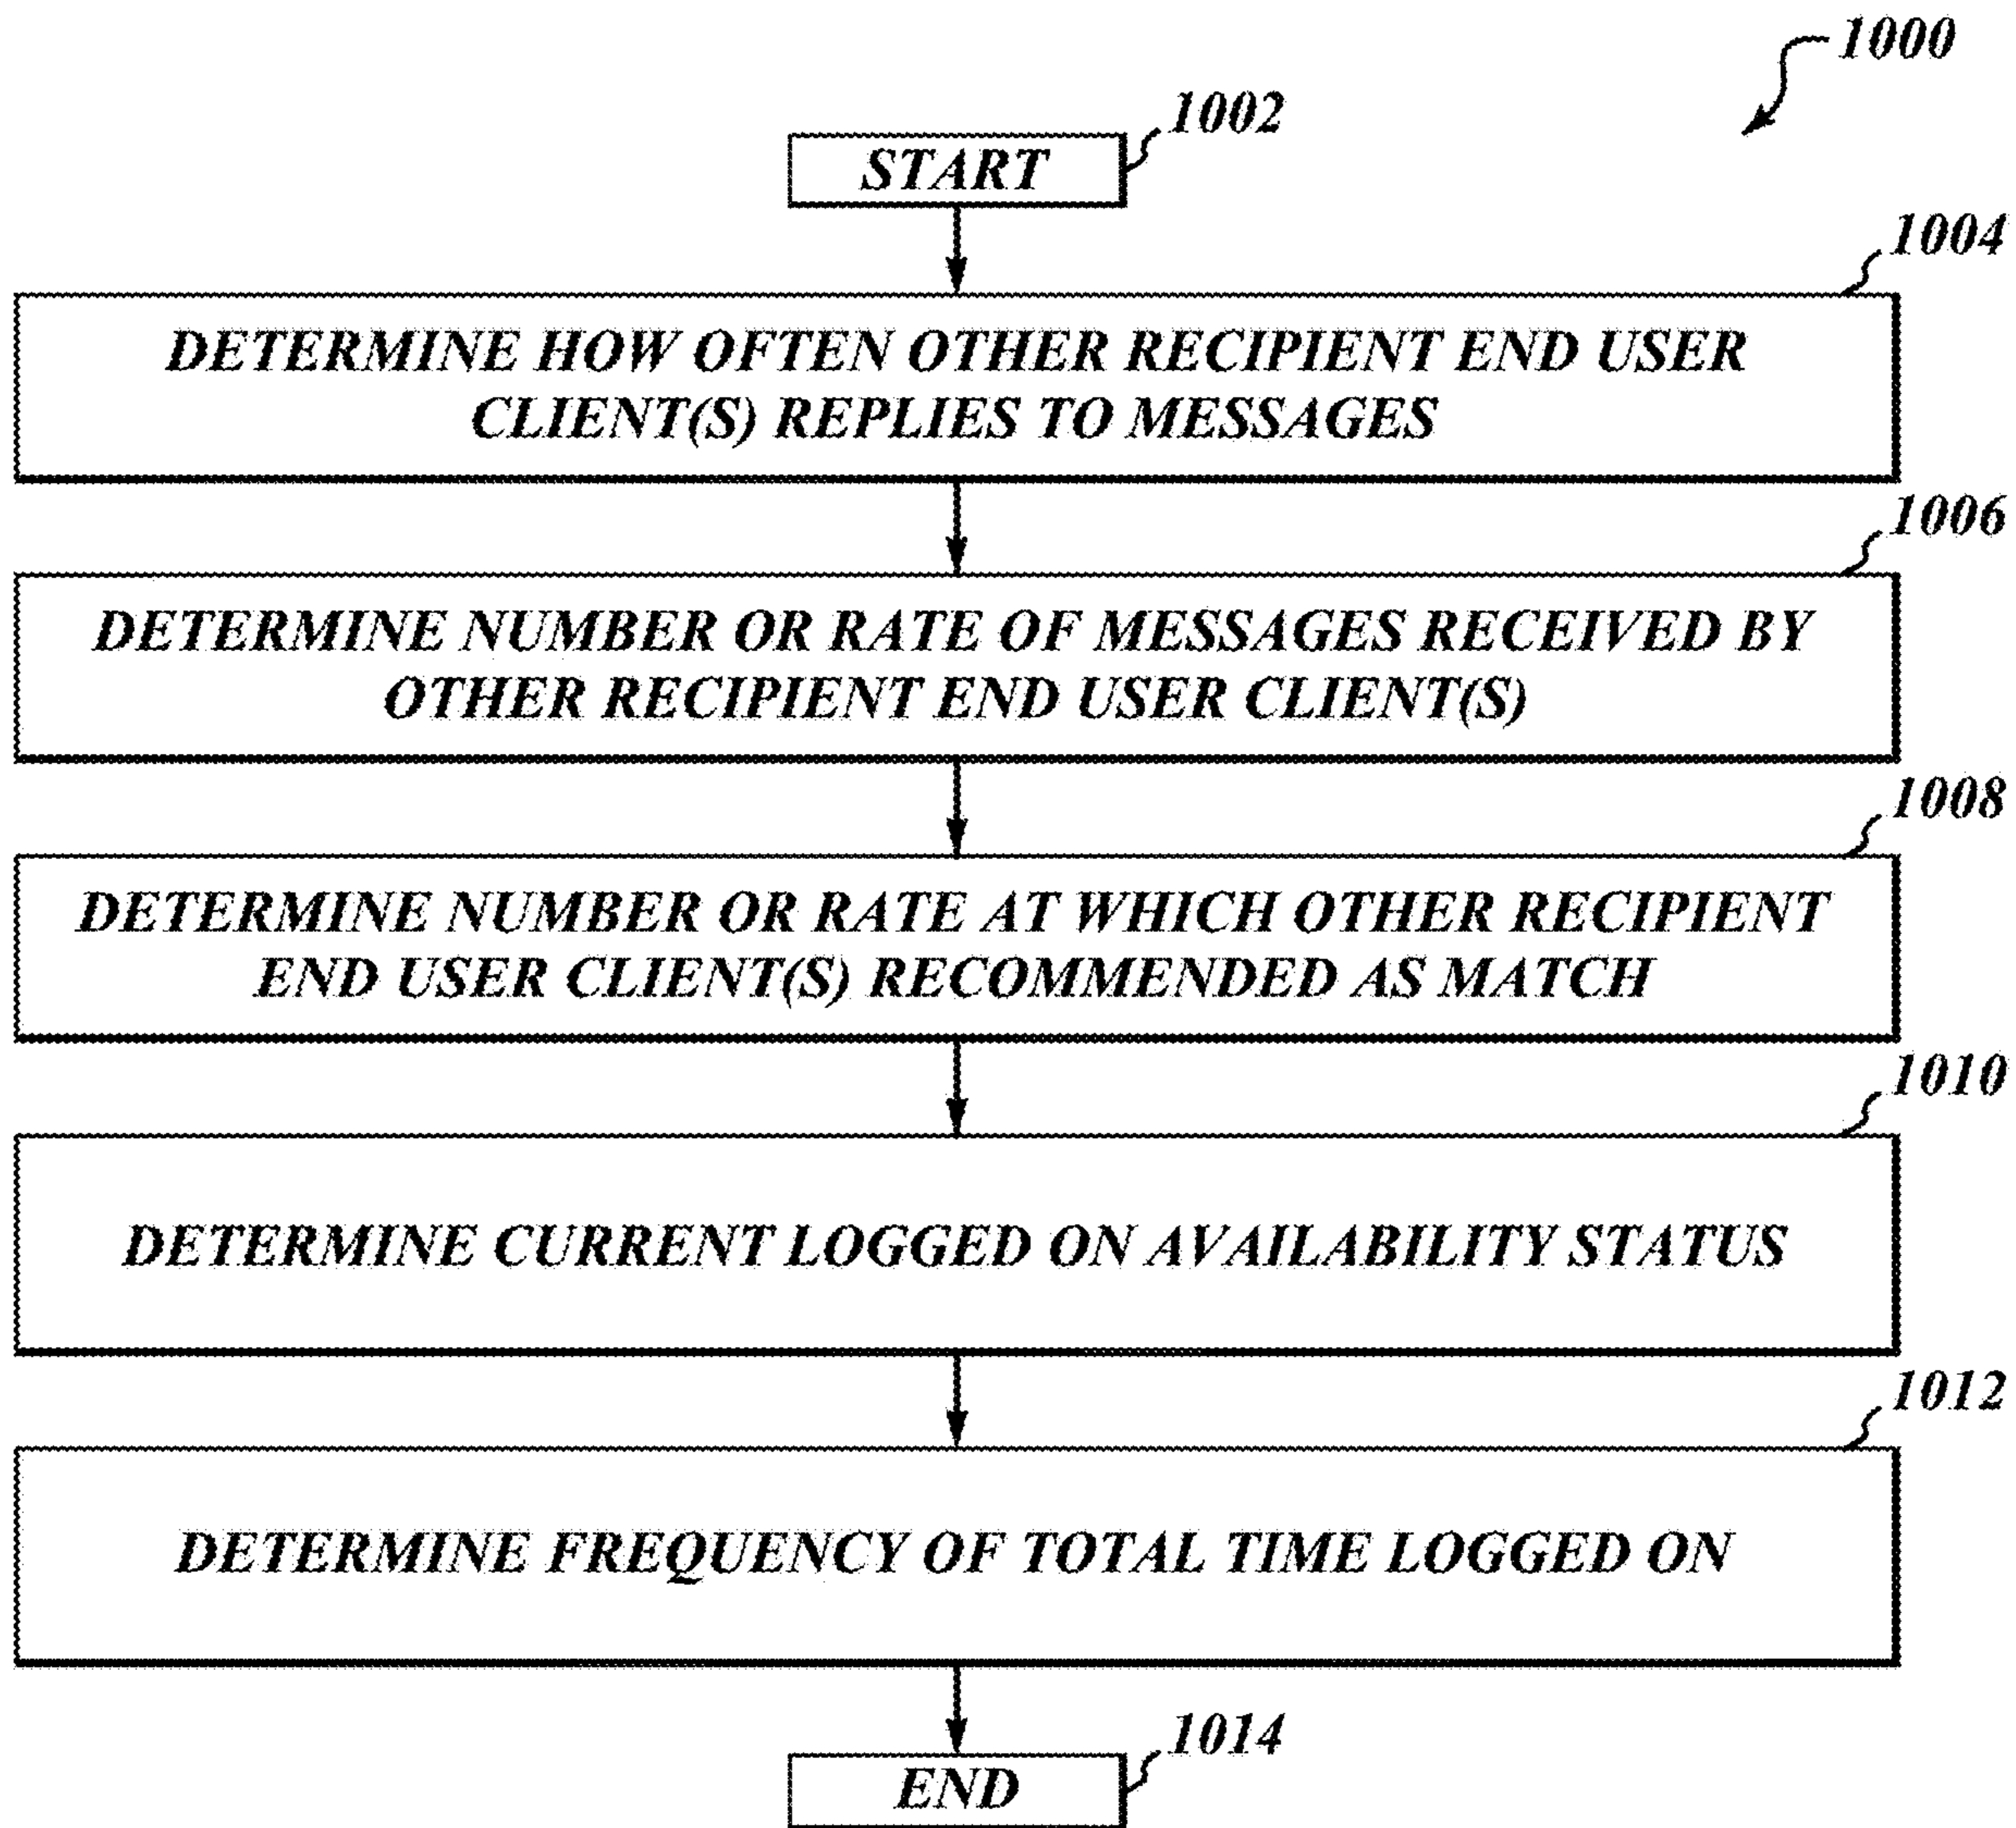 1000
1002
START
1004
DETERMINE HOW OFTEN OTHER RECIPIENT END USER
CLIENT(S) REPLIES TO MESSAGES
1006
DETERMINE NUMBER OR RATE OF MESSAGES RECEIVED BY
OTHER RECIPIENT END USER CLIENT(S)
1008
DETERMINE NUMBER OR RATE AT WHICH OTHER RECIPIENT
END USER CLIENT(S) RECOMMENDED AS MATCH
1010
DETERMINE CURRENT LOGGED ON AVAILABILITY STATUS
1012
DETERMINE FREQUENCY OF TOTAL TIME LOGGED ON
1014
END